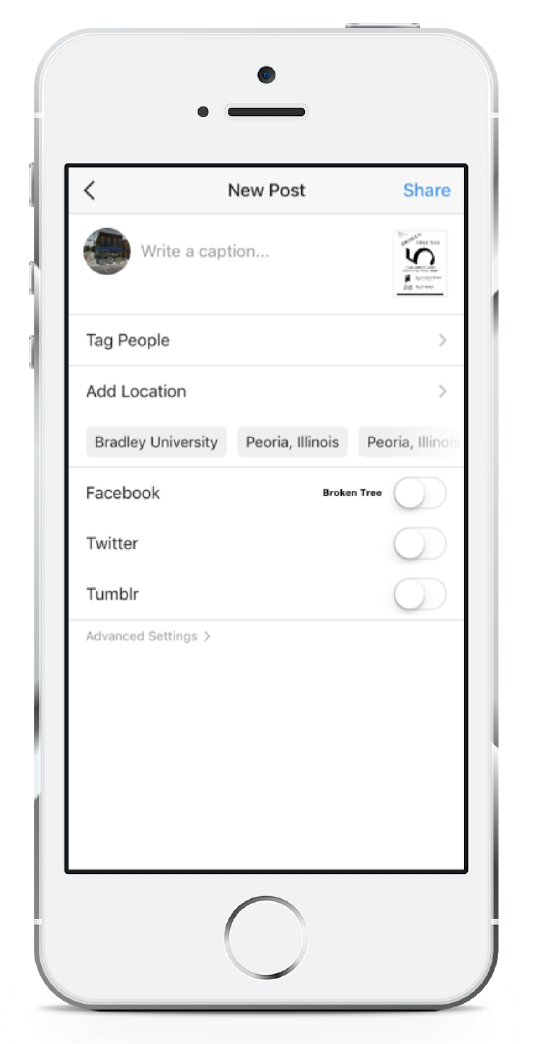 New Post
Share
Write a caption...
Tag People
Add Location
Bradley University
Peoria, Illinois
Peoria, Illinois
Facebook
Broken Tree
Twitter
Tumblr
Advanced Settings